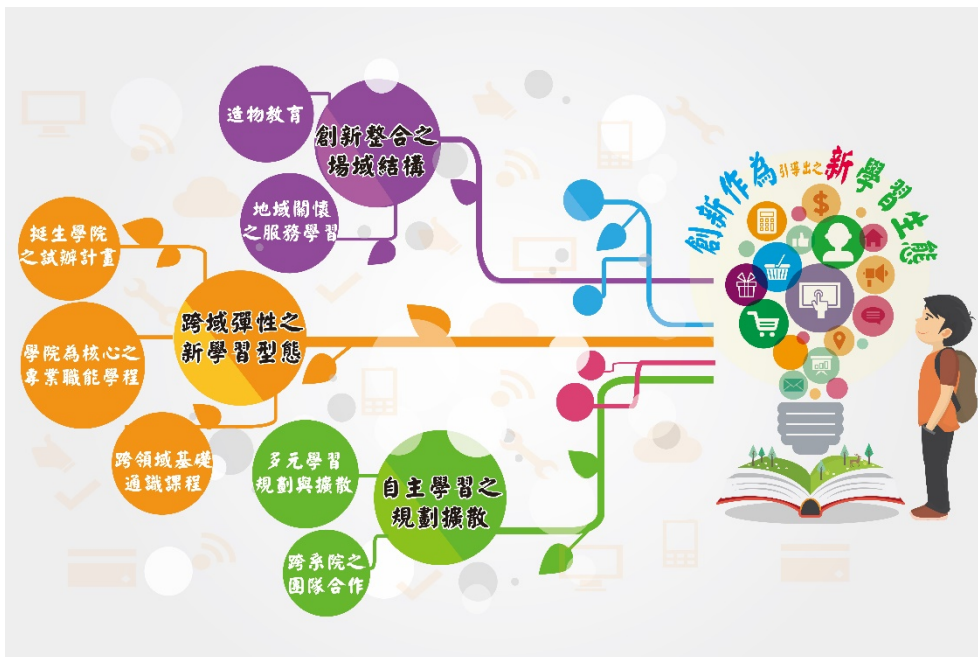 創新作為引導出之新學習生態
造物教育
創新整合之
場域結構
地域關懷
之服務學習
挺生學院
之試辦計畫
跨域彈性之
新學習型態
學院為核心之
專業職能學程
跨領域基礎
通識課程
多元學習
規劃與擴散
自主學習之
規劃擴散
跨系院之
團隊合作